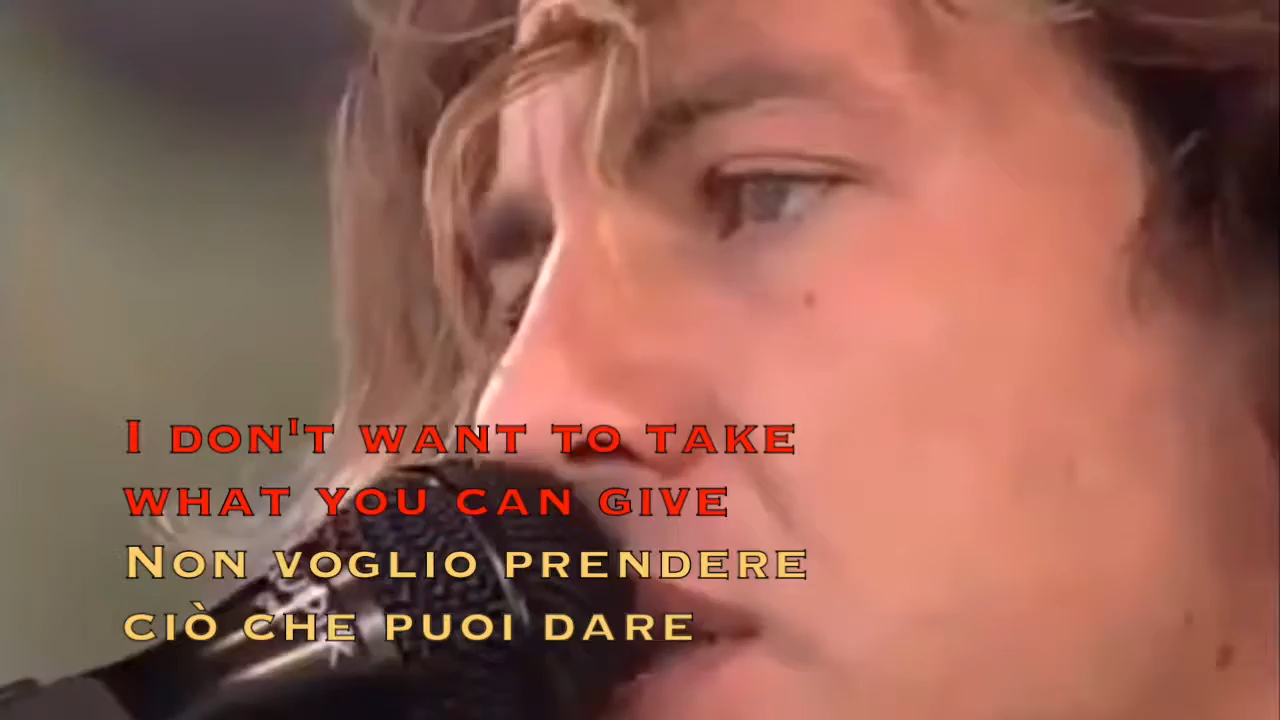 I DON'T WANT TO TAKE
WHAT YOU CAN GIVE
NON VOGLIO PRENDERE
CIÒ CHE PUOI DARE